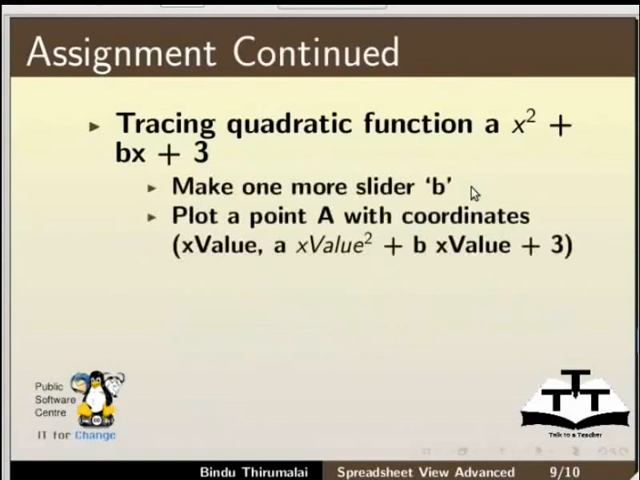 Assignment Continued
Tracing quadratic function a x² +
bx + 3
Make one more slider ‘b’
Plot a point A with coordinates
(xValue, a xValue² + b xValue + 3)
Public
Software
Centre
IT for Change
TTT
Talk to a Teacher
Bindu Thirumalai Spreadsheet View Advanced 9/10